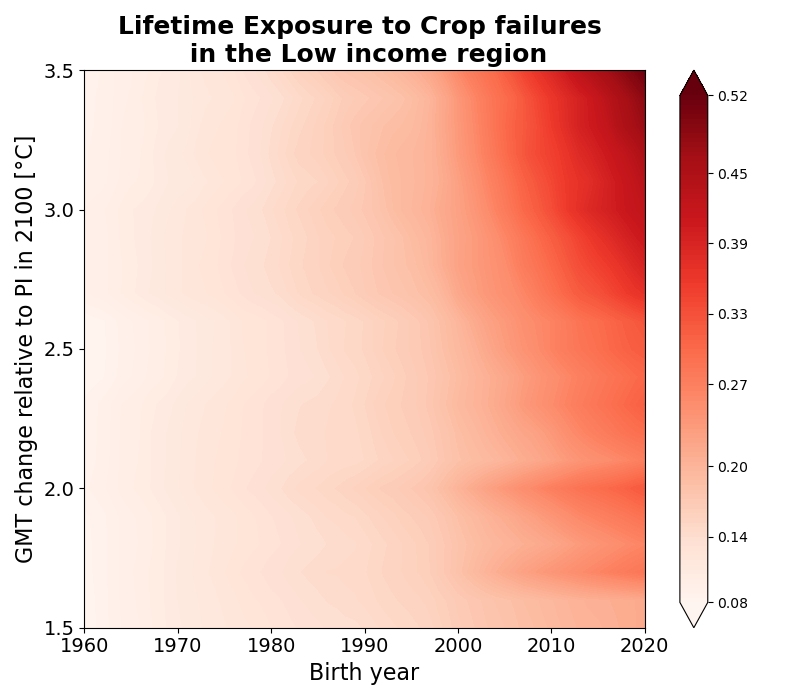 Lifetime Exposure to Crop failures
in the Low income region
GMT change relative to PI in 2100 [°C]
3.5
3.0
2.5
2.0
1.5
1960 1970 1980 1990 2000 2010 2020
Birth year
0.52
0.45
0.39
0.33
0.27
0.20
0.14
0.08